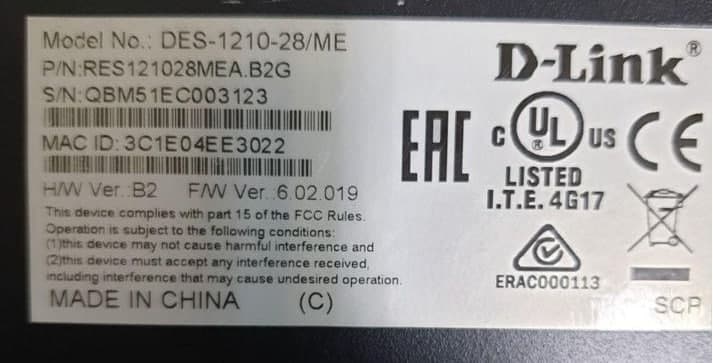 Model No.: DES-1210-28/ME
P/N:RES121028MEA.B2G
S/N:QBM51EC003123
MAC ID: 3C1E04EE3022
H/W Ver.:B2 F/W Ver.:6.02.019
This device complies with part 15 of the FCC Rules.
Operation is subject to the following conditions:
(1)this device may not cause harmful interference and
(2)this device must accept any interference received,
including interference that may cause undesired operation.
MADE IN CHINA (C)
D-Link®
EAC
C UL® US CE
LISTED
I.T.E. 4G17
ERAC000113
SCP